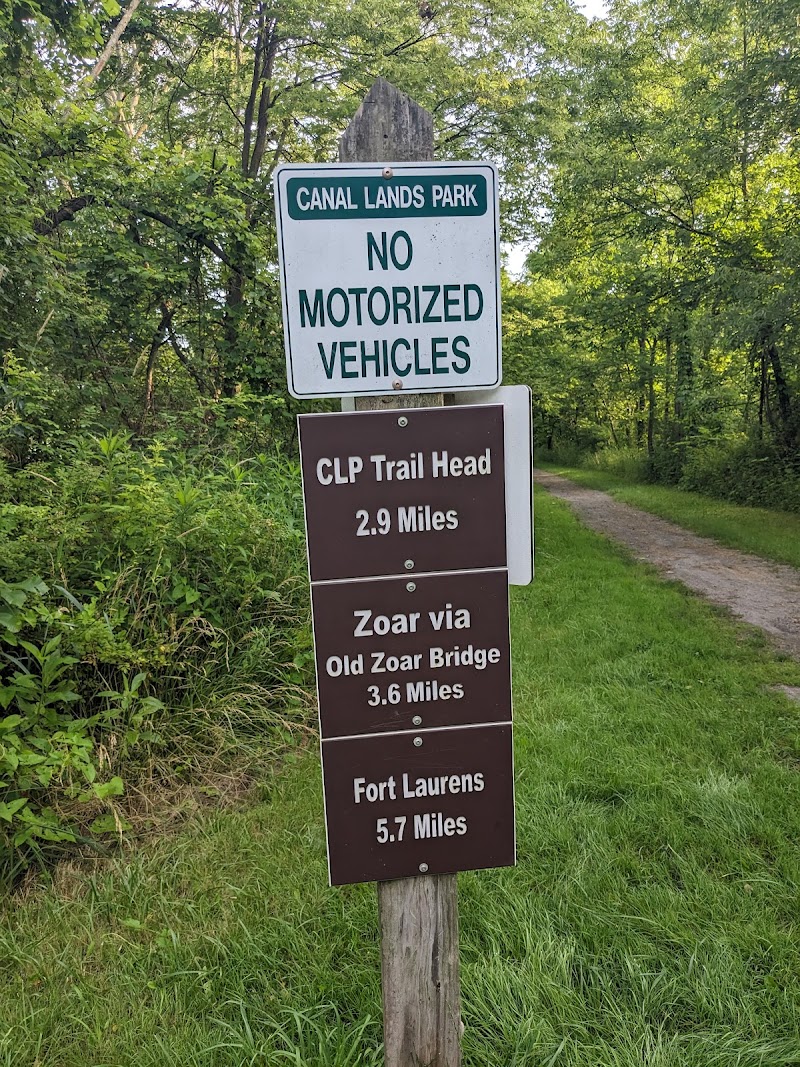 CANAL LANDS PARK
NO
MOTORIZED
VEHICLES
CLP Trail Head
2.9 Miles
Zoar via
Old Zoar Bridge
3.6 Miles
Fort Laurens
5.7 Miles